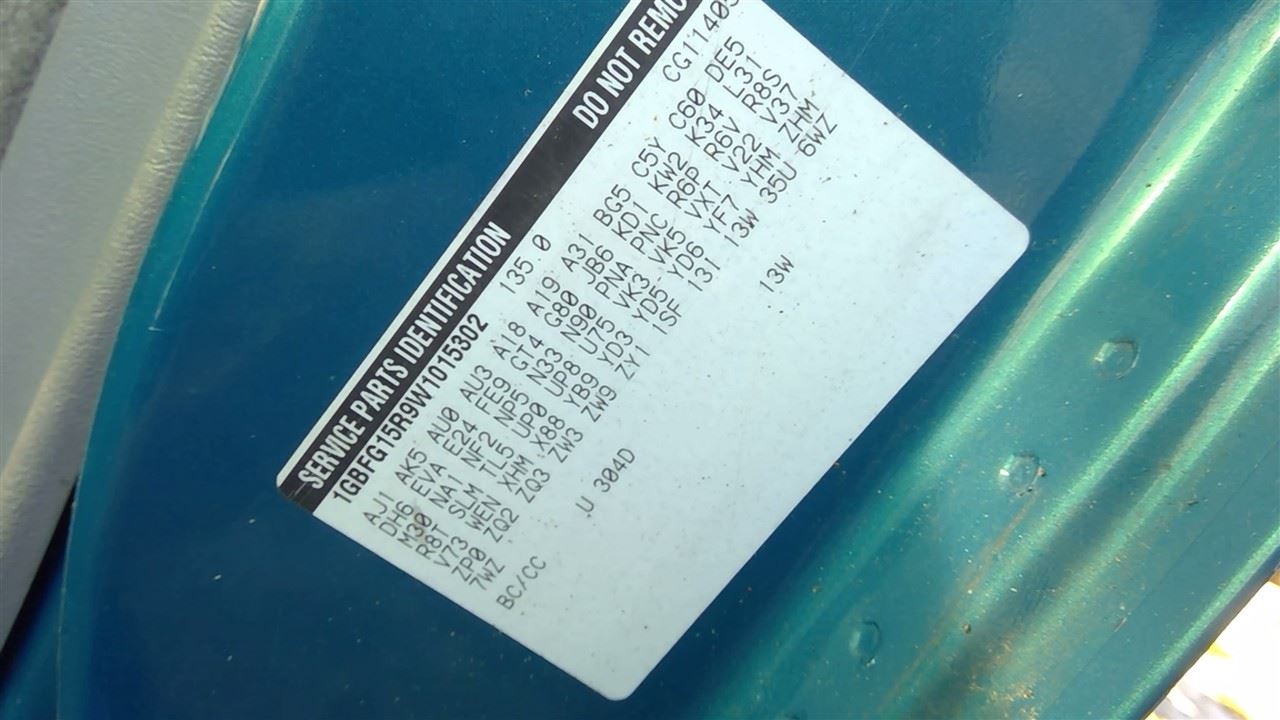 SERVICE PARTS IDENTIFICATION DO NOT REMO
1GBFG15R9W1015302 135.0 CG11405
AJ1 AK5 AU0 AU3 A18 A19 A31 BG5 C5Y C60 DE5
DH6 EVA E24 FE9 GT4 G80 JB6 KD1 KW2 K34 L31
M30 NA1 NF2 NP5 N33 N90 PNA PNC R6P R6V R8S
R8T SLM TL5 UP0 UP8 U75 VK3 VK5 VXT V22 V37
V73 WEN XHM X88 YB9 YD3 YD5 YD6 YF7 YHM ZHM
ZP0 ZQ2 ZQ3 ZW3 ZW9 ZY1 1SF 13I 13W 35U 6WZ
7WZ
BC/CC U 304D 13W